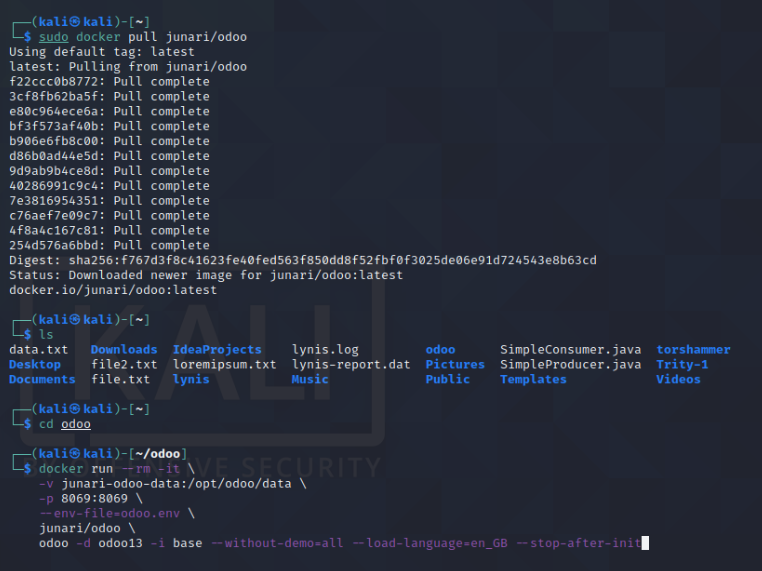 ┌──(kali㉿kali)-[~]
└─$ sudo docker pull junari/odoo
Using default tag: latest
latest: Pulling from junari/odoo
f22ccc0b8772: Pull complete
3cf8fb62ba5f: Pull complete
e80c964ece6a: Pull complete
bf3f573af40b: Pull complete
b906e6fb8c00: Pull complete
d86b0ad44e5d: Pull complete
9d9ab9b4ce8d: Pull complete
40286991c9c4: Pull complete
7e3816954351: Pull complete
c76aef7e09c7: Pull complete
4f8a4c167c81: Pull complete
254d576a6bbd: Pull complete
Digest: sha256:f767d3f8c41623fe40fed563f850dd8f52fbf0f3025de06e91d724543e8b63cd
Status: Downloaded newer image for junari/odoo:latest
docker.io/junari/odoo:latest
┌──(kali㉿kali)-[~]
└─$ ls
data.txt Downloads IdeaProjects lynis.log odoo SimpleConsumer.java torshammer
Desktop file2.txt loremipsum.txt lynis-report.dat Pictures SimpleProducer.java Trity-1
Documents file.txt lynis Music Public Templates Videos
┌──(kali㉿kali)-[~]
└─$ cd odoo
┌──(kali㉿kali)-[~/odoo]
└─$ docker run --rm -it \
-v junari-odoo-data:/opt/odoo/data \
-p 8069:8069 \
--env-file=odoo.env \
junari/odoo \
odoo -d odoo13 -i base --without-demo=all --load-language=en_GB --stop-after-init
KALI
SECURITY